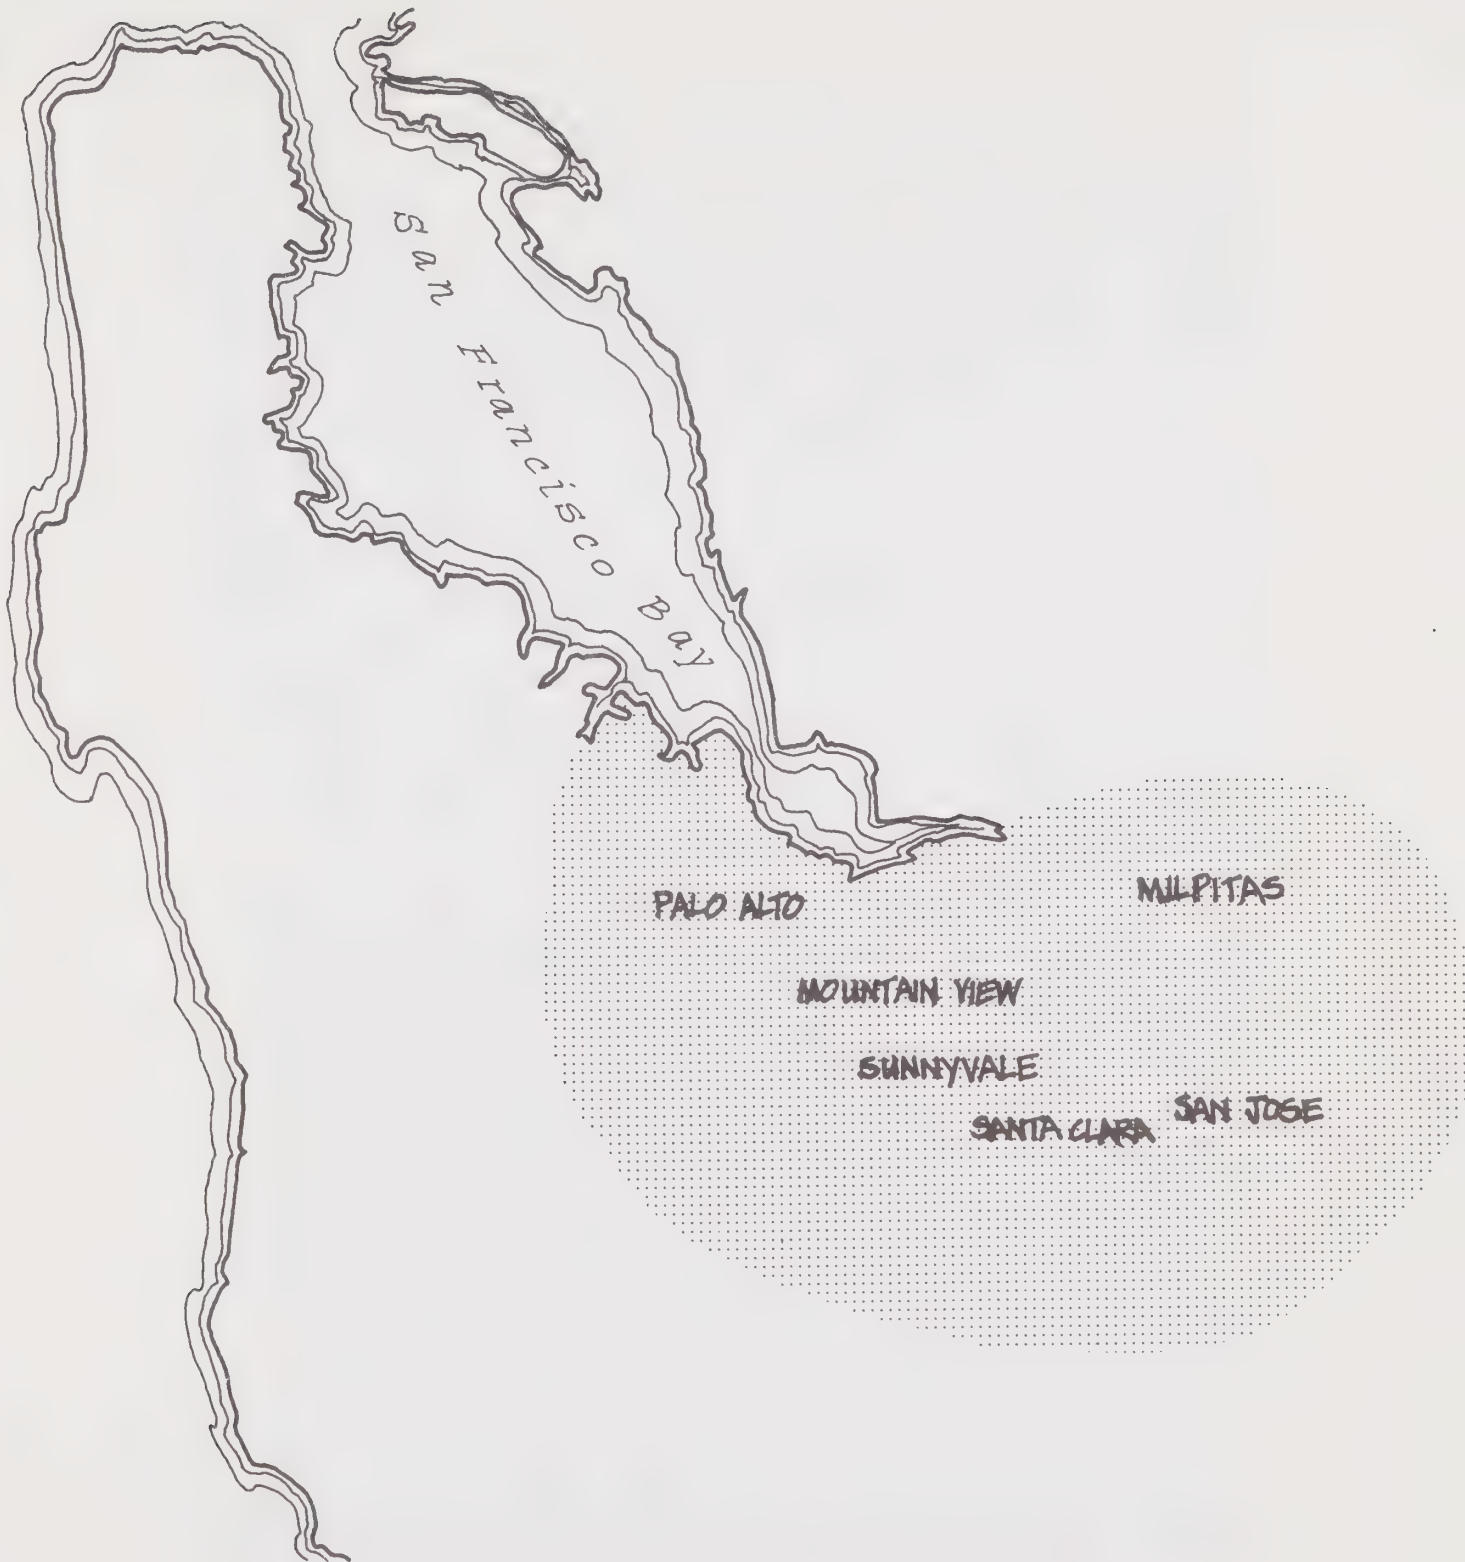 San Francisco Bay
PALO ALTO
MILPITAS
MOUNTAIN VIEW
SUNNYVALE
SAN JOSE
SANTA CLARA